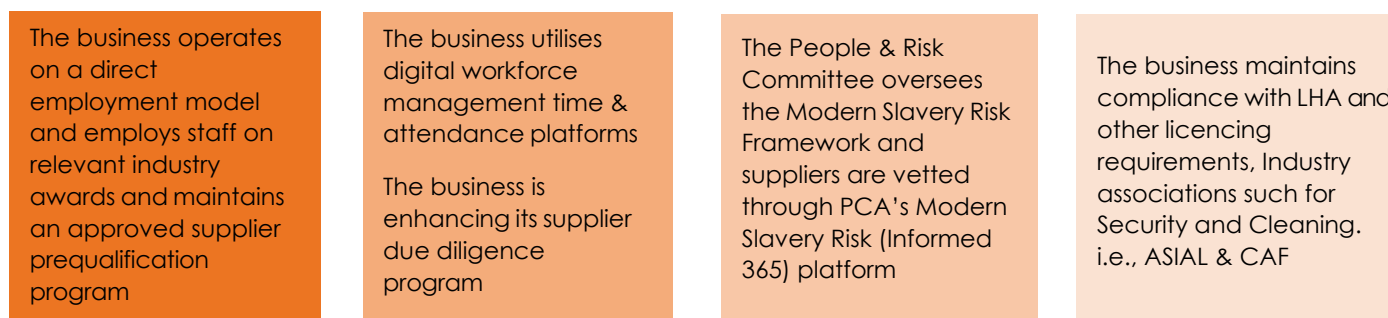 The business operates
on a direct
employment model
and employs staff on
relevant industry
awards and maintains
an approved supplier
prequalification
program
The business utilises
digital workforce
management time &
attendance platforms
The business is
enhancing its supplier
due diligence
program
The People & Risk
Committee oversees
the Modern Slavery Risk
Framework and
suppliers are vetted
through PCA's Modern
Slavery Risk (Informed
365) platform
The business maintains
compliance with LHA and
other licencing
requirements, Industry
associations such for
Security and Cleaning.
i.e., ASIAL & CAF